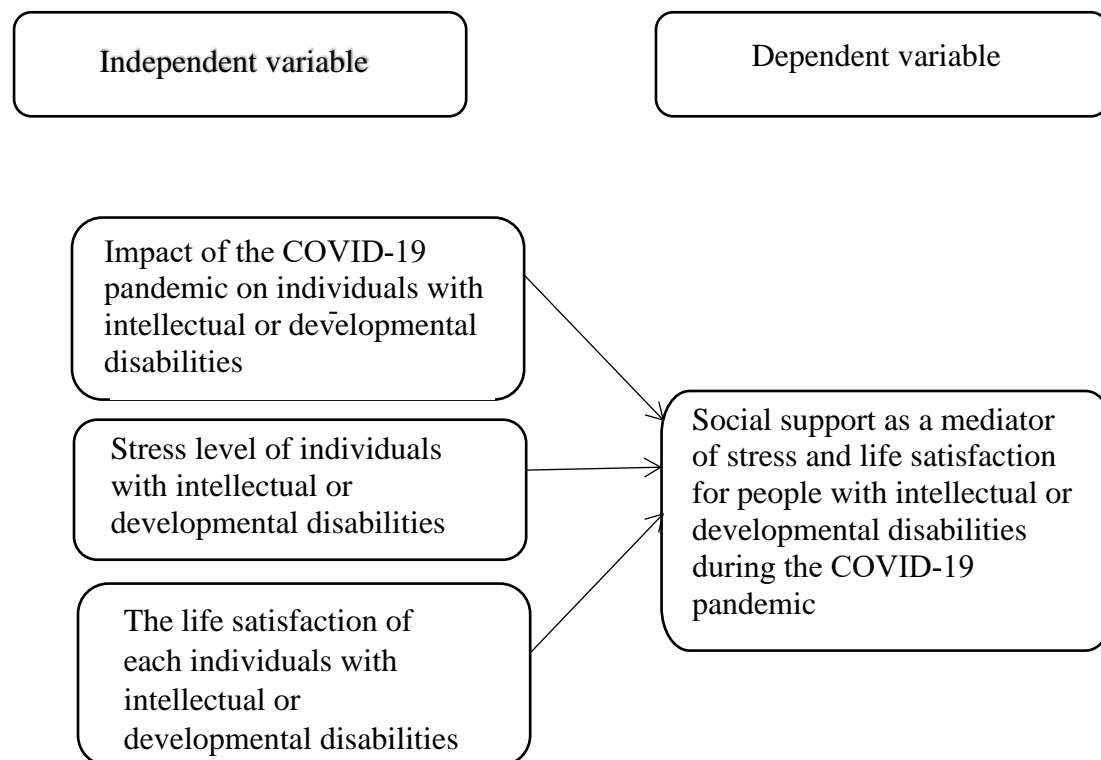 Independent variable
Dependent variable
Impact of the COVID-19
pandemic on individuals with
intellectual or developmental
disabilities
Stress level of individuals
with intellectual or
developmental disabilities
The life satisfaction of
each individuals with
intellectual or
developmental disabilities
Social support as a mediator
of stress and life satisfaction
for people with intellectual or
developmental disabilities
during the COVID-19
pandemic